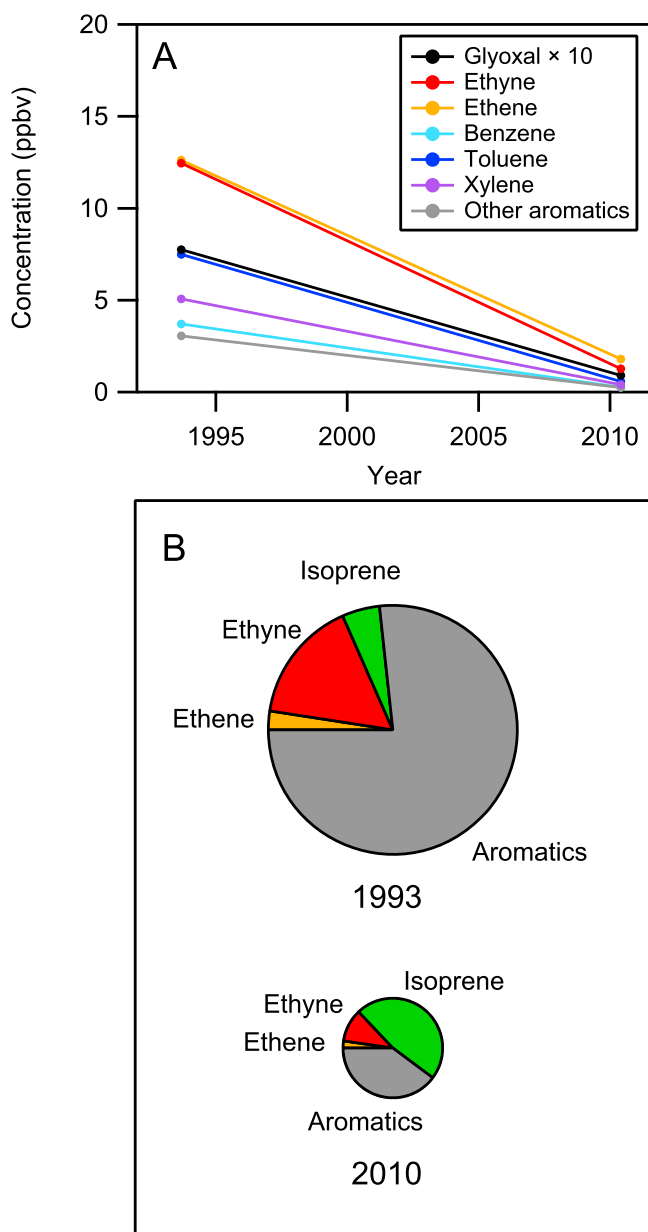 A
Glyoxal × 10
Ethyne
Ethene
Benzene
Toluene
Xylene
Other aromatics
20
15
10
5
0
Concentration (ppbv)
1995 2000 2005 2010
Year
B
Isoprene
Ethyne
Ethene
Aromatics
1993
Isoprene
Ethyne
Ethene
Aromatics
2010